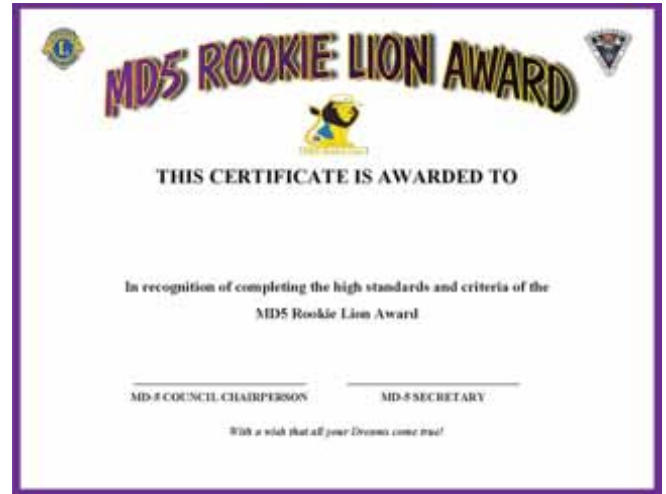 MD5 ROOKIE LION AWARD
THIS CERTIFICATE IS AWARDED TO
In recognition of completing the high standards and criteria of the
MD5 Rookie Lion Award
MD-5 COUNCIL CHAIRPERSON MD-5 SECRETARY
With a wish that all your Dreams come true!